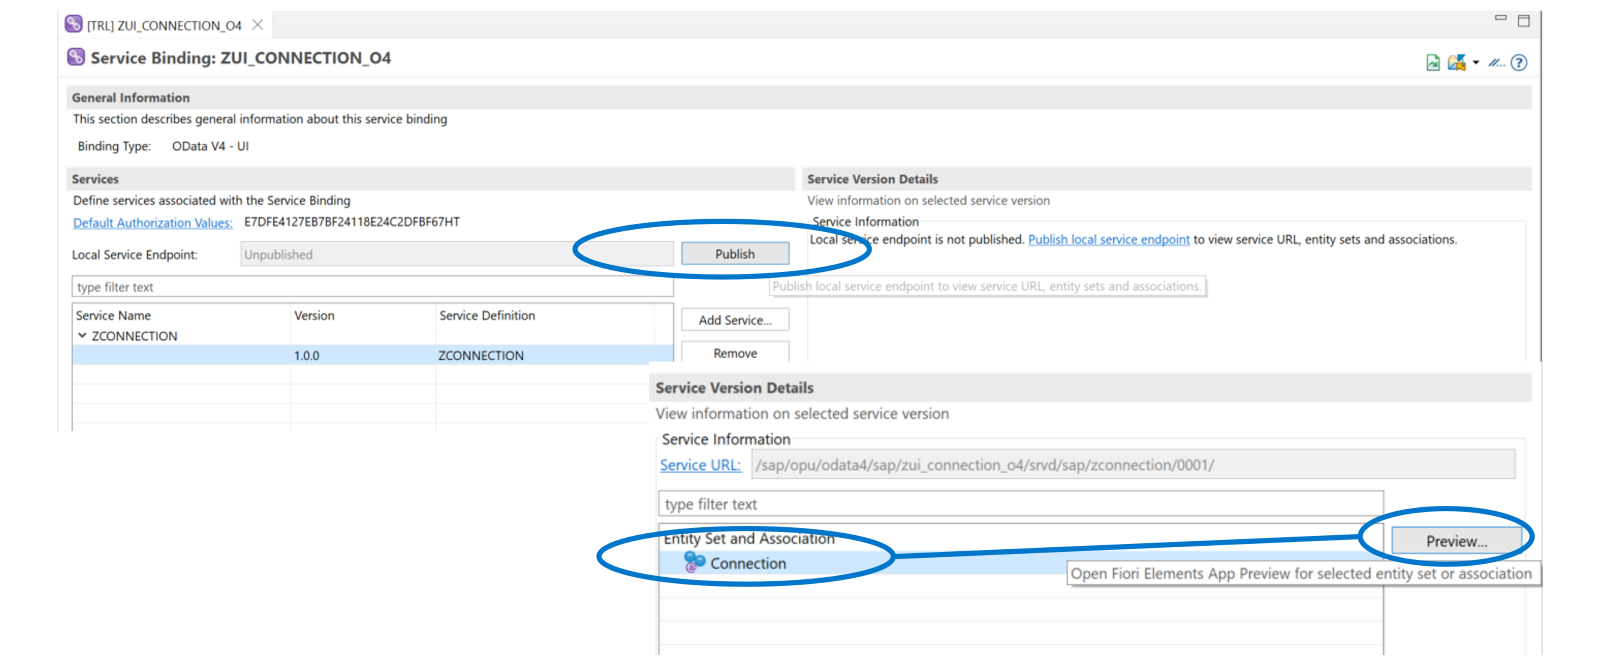 [TRL] ZUI_CONNECTION_O4
Service Binding: ZUI_CONNECTION_O4
General Information
This section describes general information about this service binding
Binding Type: OData V4 - UI
Services
Define services associated with the Service Binding
Default Authorization Values: E7DFE4127EB7BF24118E24C2DFBF67HT
Local Service Endpoint: Unpublished Publish
type filter text
Service Name Version Service Definition
ZCONNECTION
1.0.0 ZCONNECTION
Add Service...
Remove
Service Version Details
View information on selected service version
Service Information
Local service endpoint is not published. Publish local service endpoint to view service URL, entity sets and associations.
Publish local service endpoint to view service URL, entity sets and associations.
Service Version Details
View information on selected service version
Service Information
Service URL: /sap/opu/odata4/sap/zui_connection_o4/srvd/sap/zconnection/0001/
type filter text
Entity Set and Association
Connection
Preview...
Open Fiori Elements App Preview for selected entity set or association